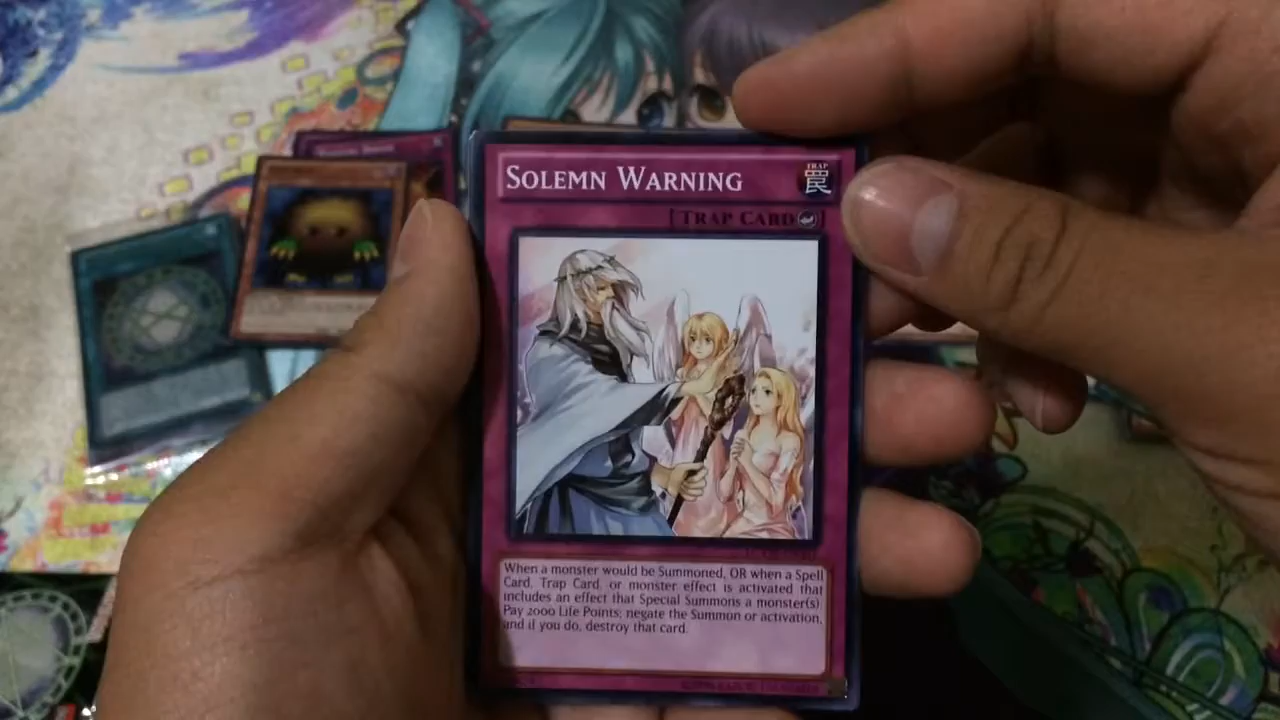 SOLEMN WARNING
TRAP
罠
[TRAP CARD
When a monster would be Summoned, OR when a Spell
Card, Trap Card, or monster effect is activated that
includes an effect that Special Summons a monster(s):
Pay 2000 Life Points; negate the Summon or activation,
and if you do, destroy that card.